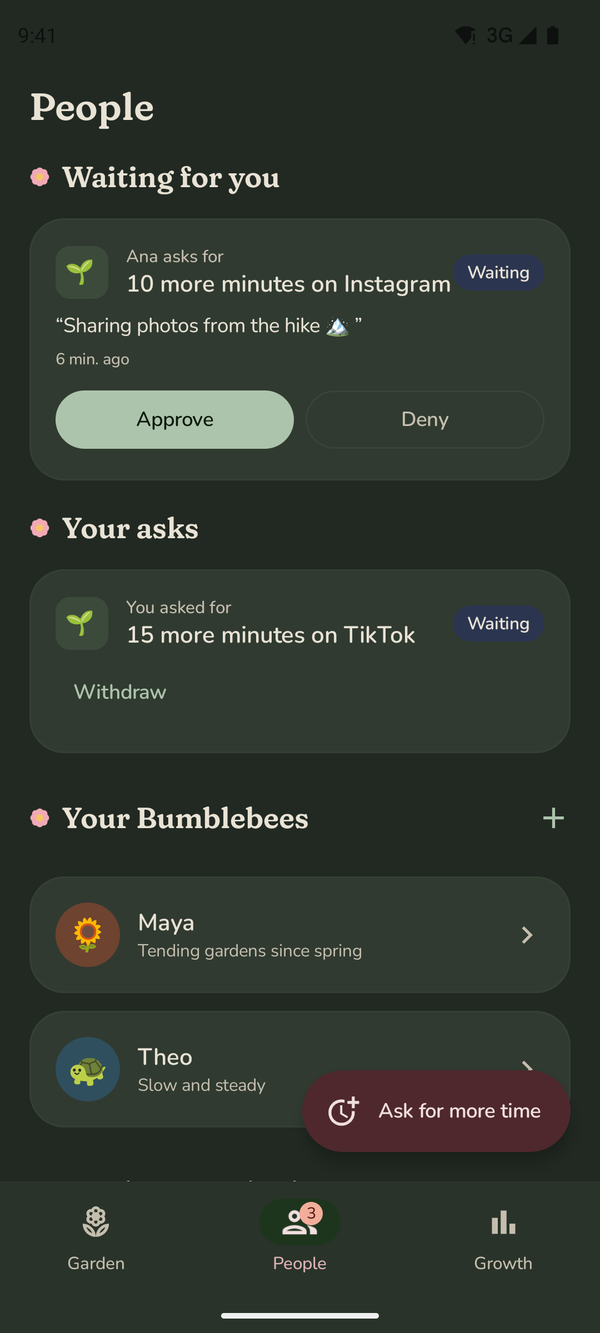 9:41
3G
People
Waiting for you
Ana asks for
10 more minutes on Instagram
Waiting
“Sharing photos from the hike 🏔️ ”
6 min. ago
Approve
Deny
Your asks
You asked for
15 more minutes on TikTok
Waiting
Withdraw
Your Bumblebees
Maya
Tending gardens since spring
Theo
Slow and steady
Ask for more time
3
Garden
People
Growth